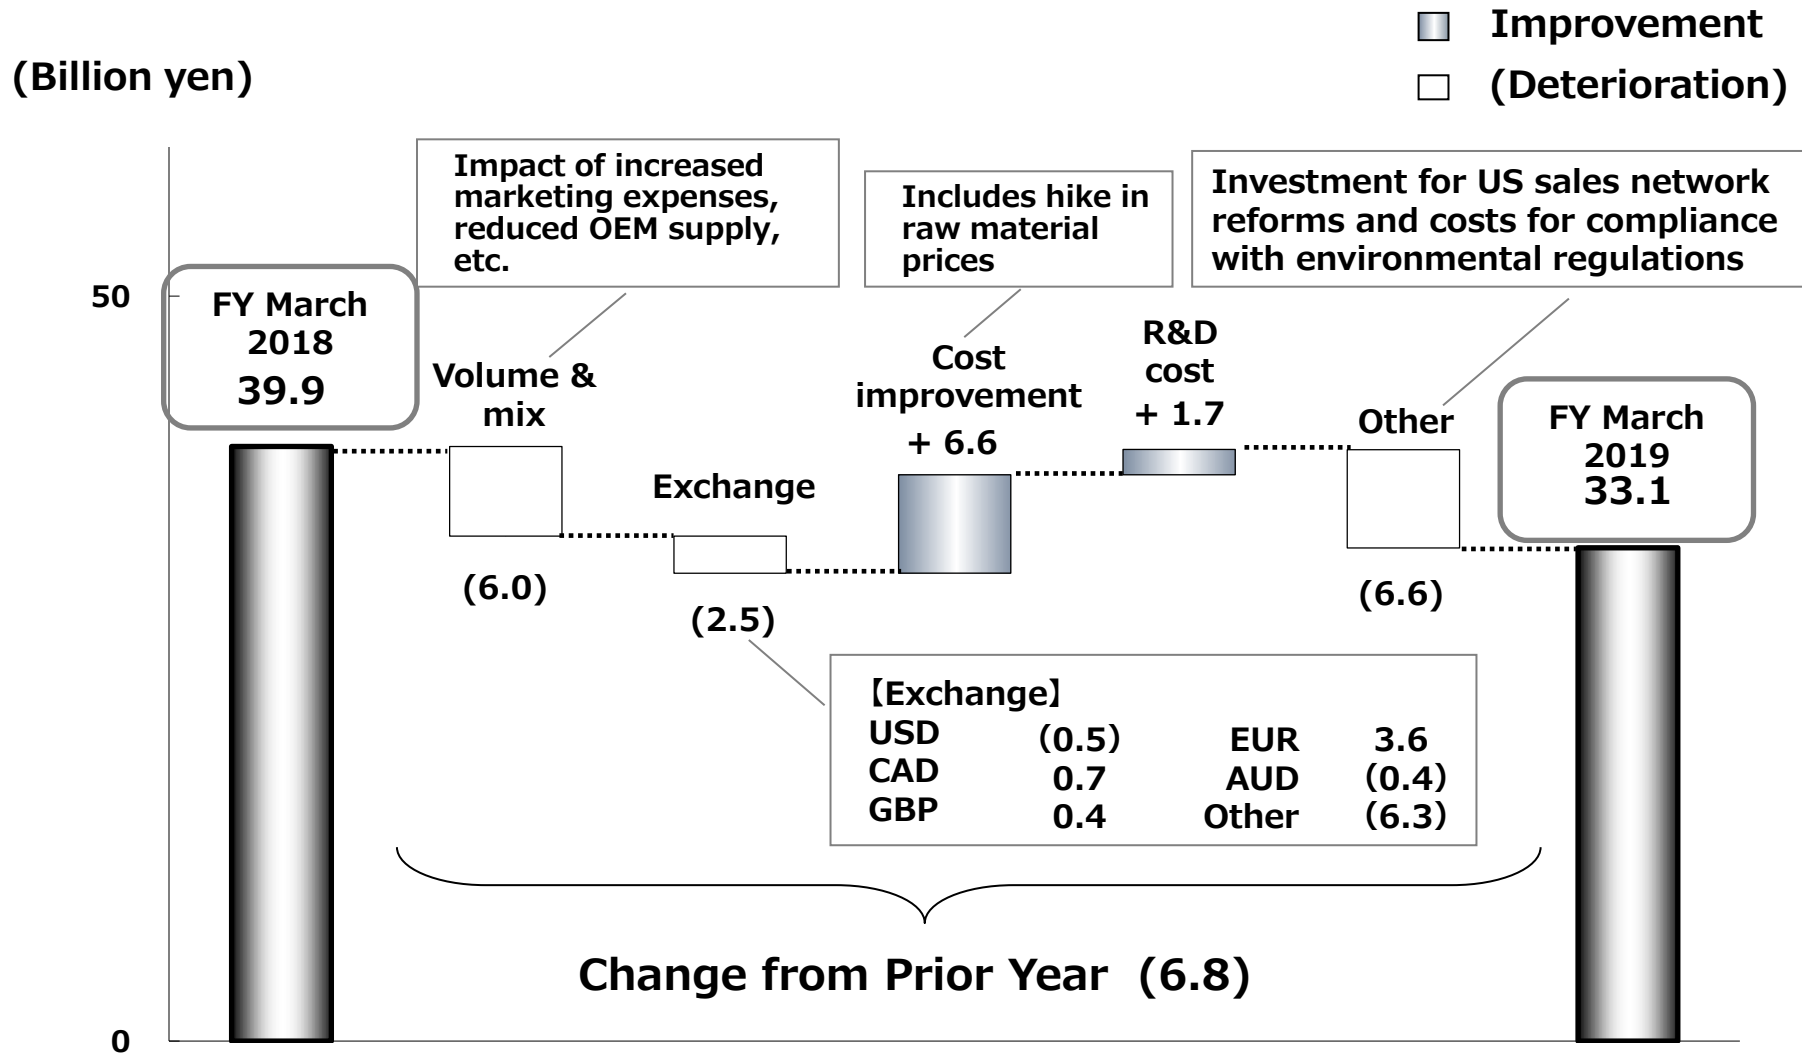 Improvement
(Deterioration)
(Billion yen)
Impact of increased
marketing expenses,
reduced OEM supply,
etc.
Includes hike in
raw material
prices
Investment for US sales network
reforms and costs for compliance
with environmental regulations
50
FY March
2018
39.9
Volume &
mix
(6.0)
Exchange
(2.5)
Cost
improvement
+ 6.6
R&D
cost
+ 1.7
Other
(6.6)
FY March
2019
33.1
【Exchange】
USD (0.5) EUR 3.6
CAD 0.7 AUD (0.4)
GBP 0.4 Other (6.3)
Change from Prior Year (6.8)
0